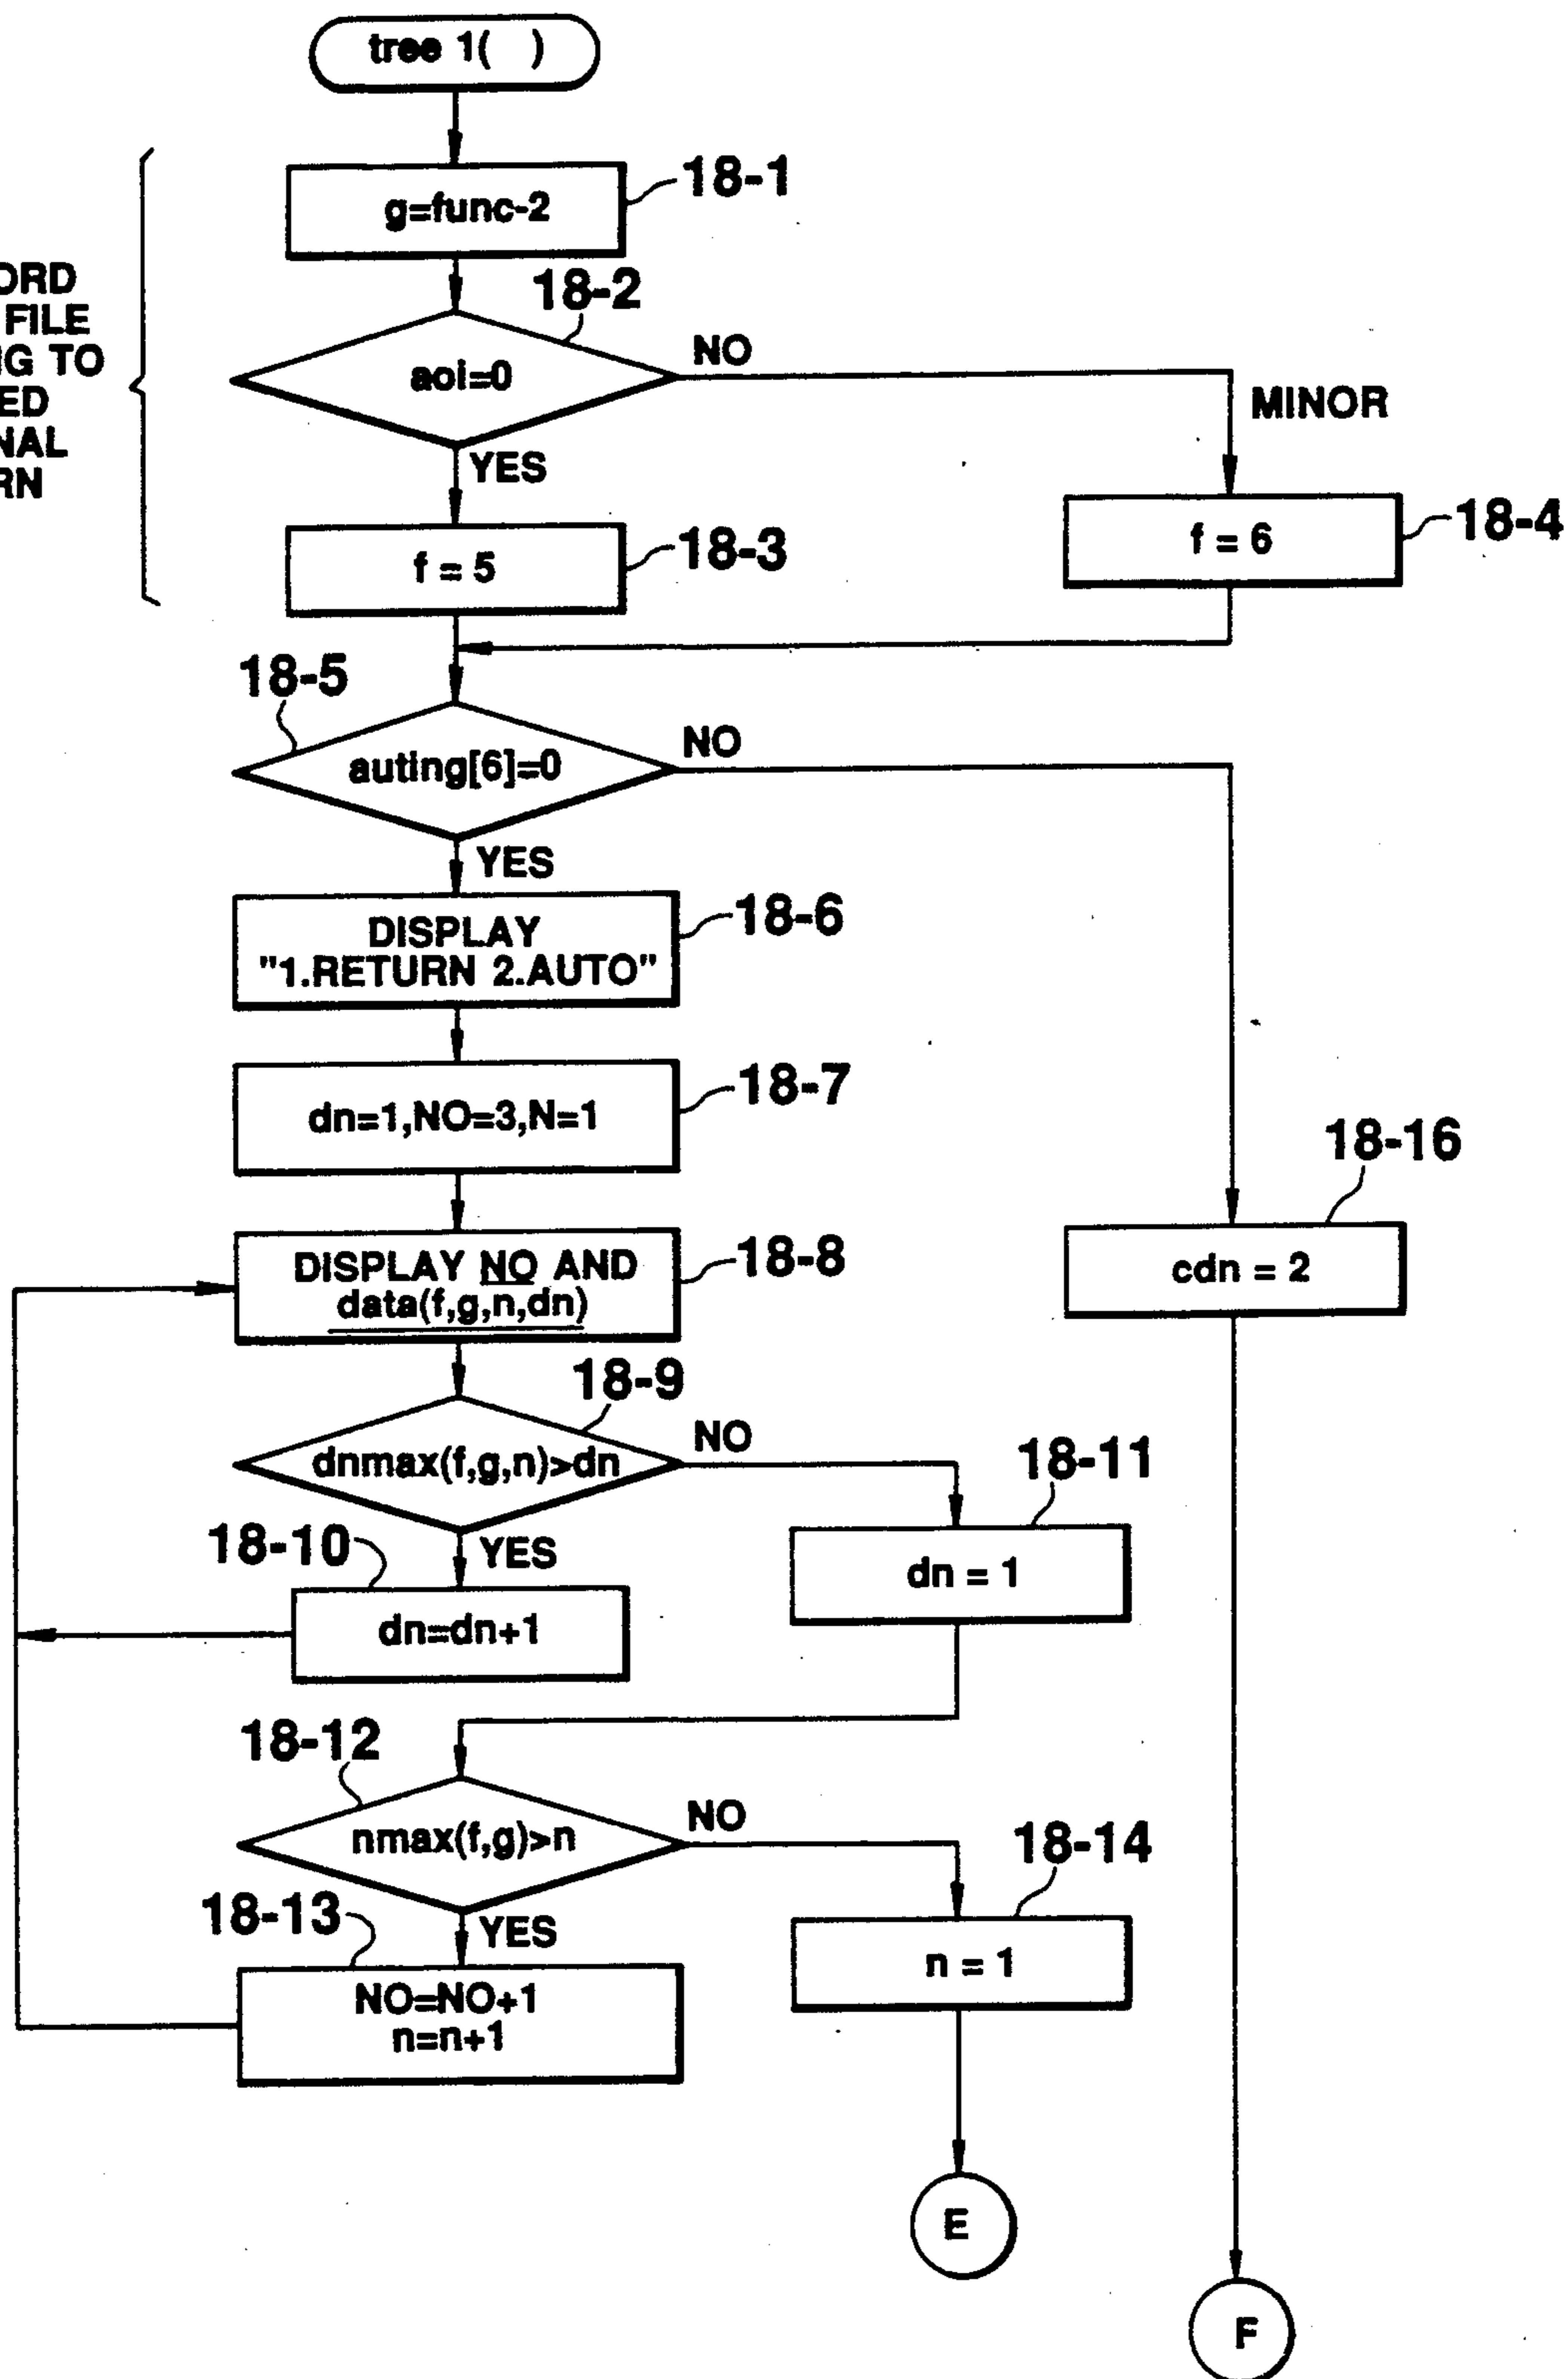 tree 1( )
18-1
g=func-2
ORD
FILE
G TO
ED
NAL
RN
18-2
aoi=0
NO
MINOR
YES
f = 5
18-3
f = 6
18-4
18-5
auting[6]=0
NO
YES
DISPLAY
"1.RETURN 2.AUTO"
18-6
dn=1,NO=3,N=1
18-7
18-16
cdn = 2
DISPLAY NO AND
data(f,g,n,dn)
18-8
18-9
dnmax(f,g,n)>dn
NO
18-11
dn = 1
YES
18-10
dn=dn+1
18-12
nmax(f,g)>n
NO
18-14
n = 1
YES
18-13
NO=NO+1
n=n+1
E
F